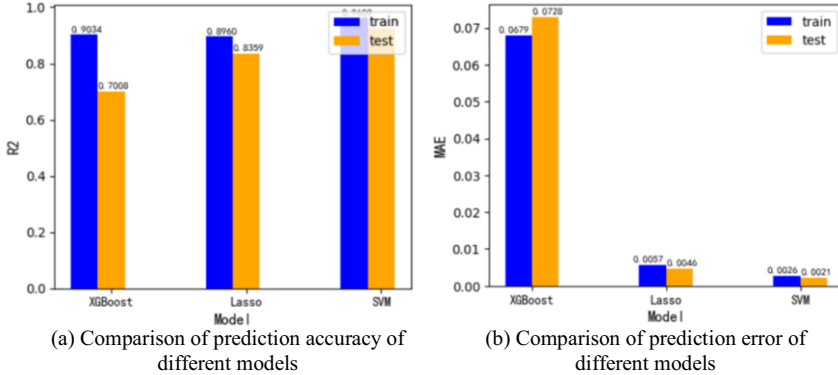 1.0
0.8
0.6
0.4
0.2
0.0
R2
0.9034
0.7008
0.8960
0.8359
train
test
XGBoost
Lasso
SVM
Model
(a) Comparison of prediction accuracy of
different models
0.07
0.06
0.05
0.04
0.03
0.02
0.01
0.00
MAE
0.0679
0.0728
0.0057
0.0046
0.0026
0.0021
train
test
XGBoost
Lasso
SVM
Model
(b) Comparison of prediction error of
different models